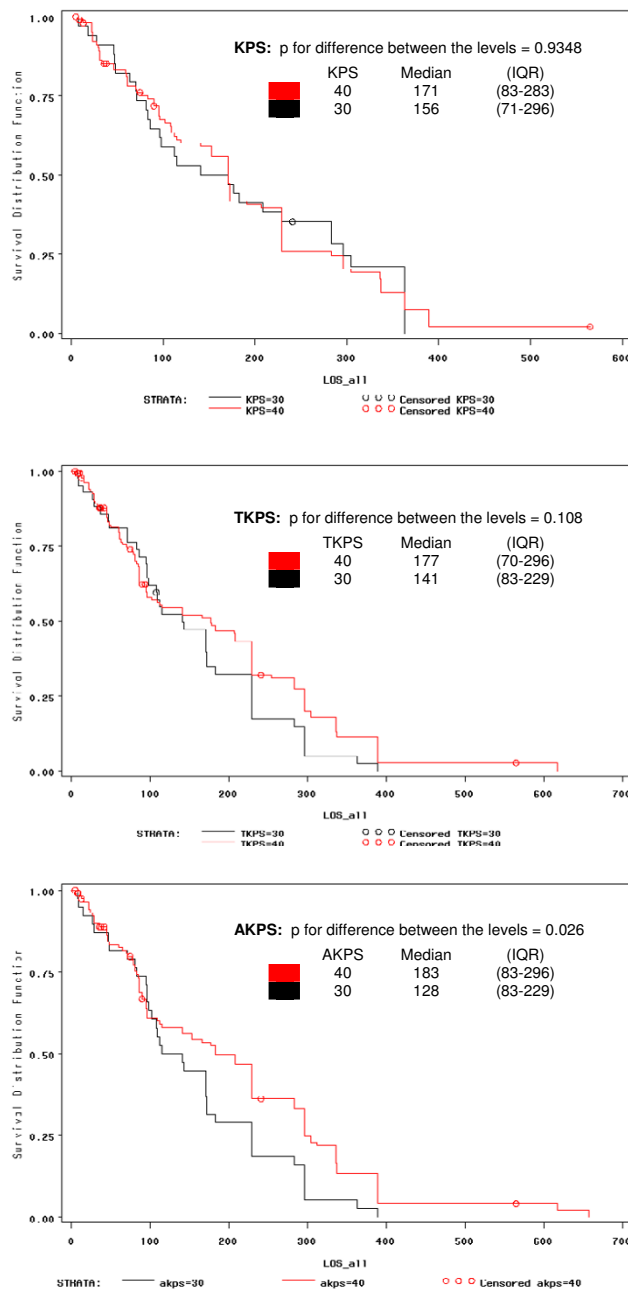 KPS: p for difference between the levels = 0.9348
KPS Median (IQR)
40 171 (83-283)
30 156 (71-296)
Survival Distribution Function
1.00
0.75
0.50
0.25
0.00
0 100 200 300 400 500 600
LOS_all
STRATA: KPS=30 Censored KPS=30
KPS=40 Censored KPS=40
TKPS: p for difference between the levels = 0.108
TKPS Median (IQR)
40 177 (70-296)
30 141 (83-229)
Survival Distribution Function
1.00
0.75
0.50
0.25
0.00
0 100 200 300 400 500 600 700
LOS_all
STRATA: TKPS=30 Censored TKPS=30
TKPS=40 Censored TKPS=40
AKPS: p for difference between the levels = 0.026
AKPS Median (IQR)
40 183 (83-296)
30 128 (83-229)
Survival Distribution Function
1.00
0.75
0.50
0.25
0.00
0 100 200 300 400 500 600 700
LOS_all
STRATA: akps=30 akps=40 Censored akps=40